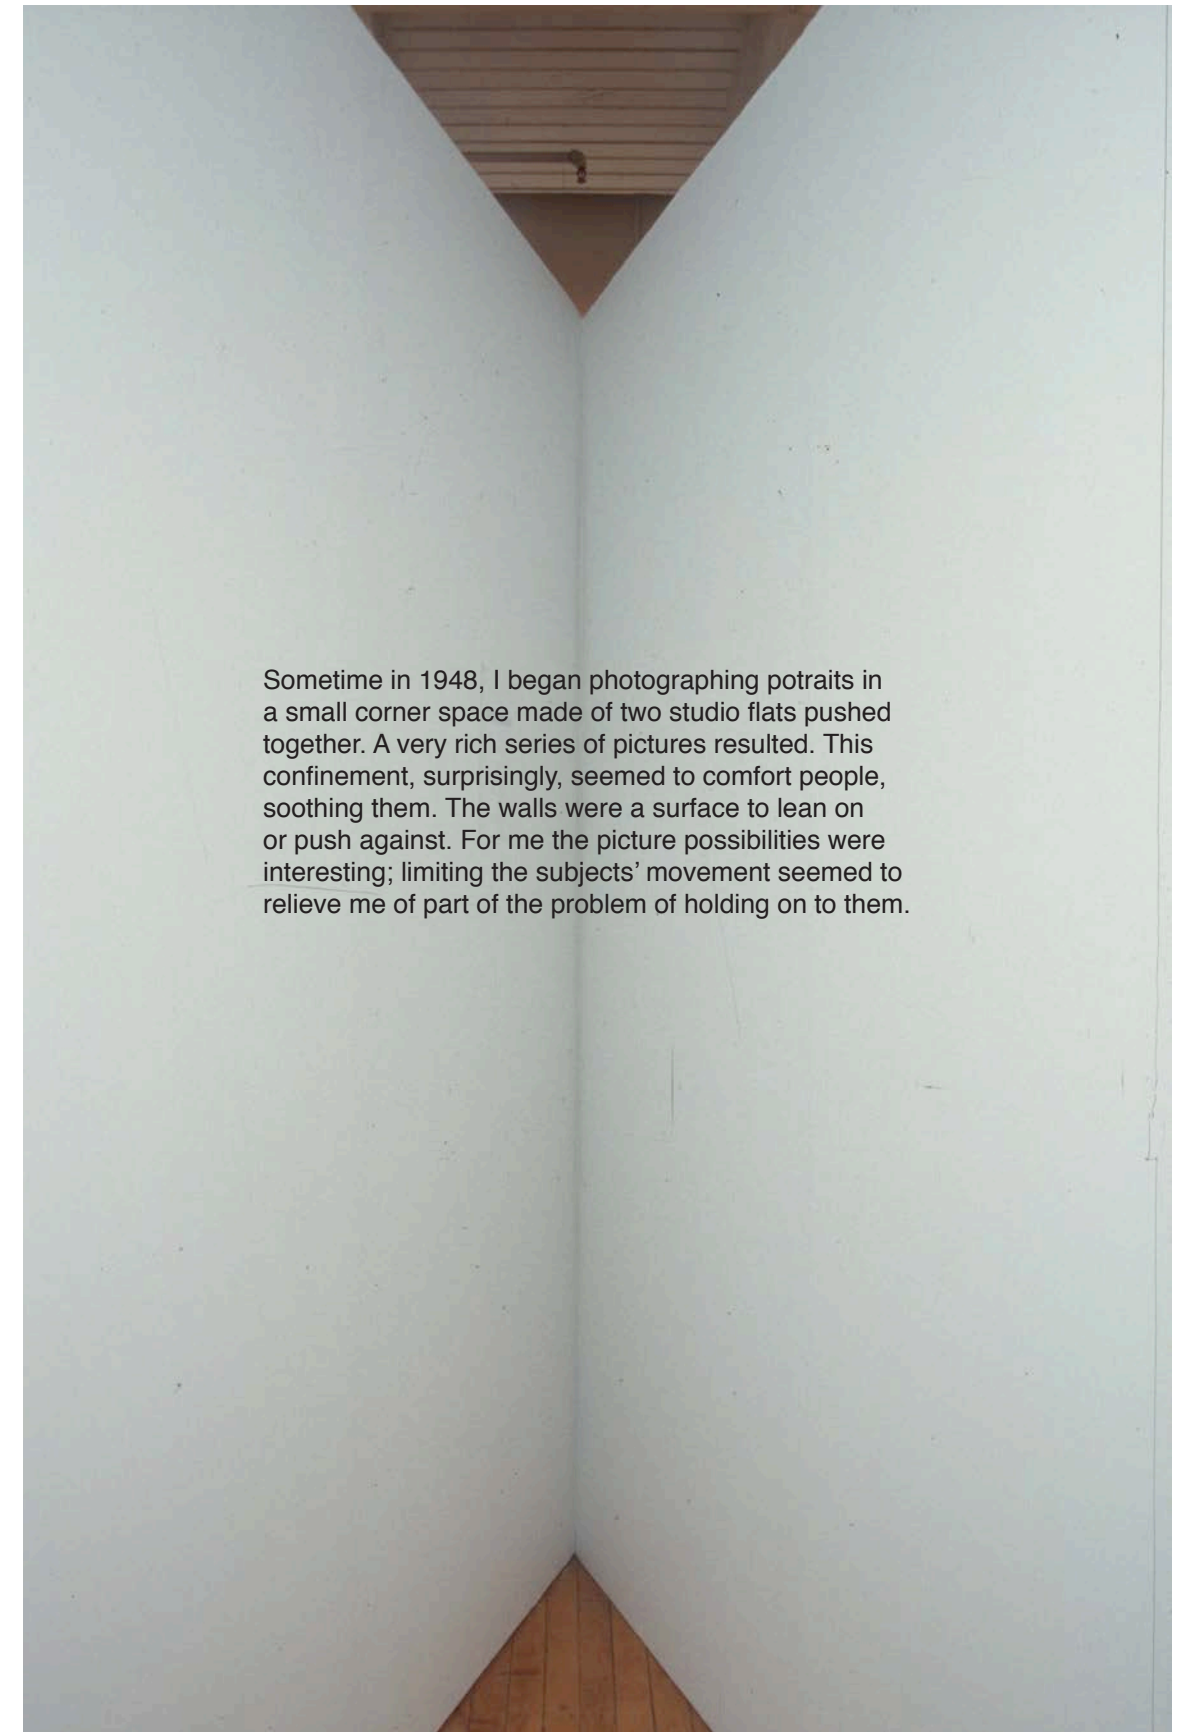 Sometime in 1948, I began photographing potraits in
a small corner space made of two studio flats pushed
together. A very rich series of pictures resulted. This
confinement, surprisingly, seemed to comfort people,
soothing them. The walls were a surface to lean on
or push against. For me the picture possibilities were
interesting; limiting the subjects’ movement seemed to
relieve me of part of the problem of holding on to them.